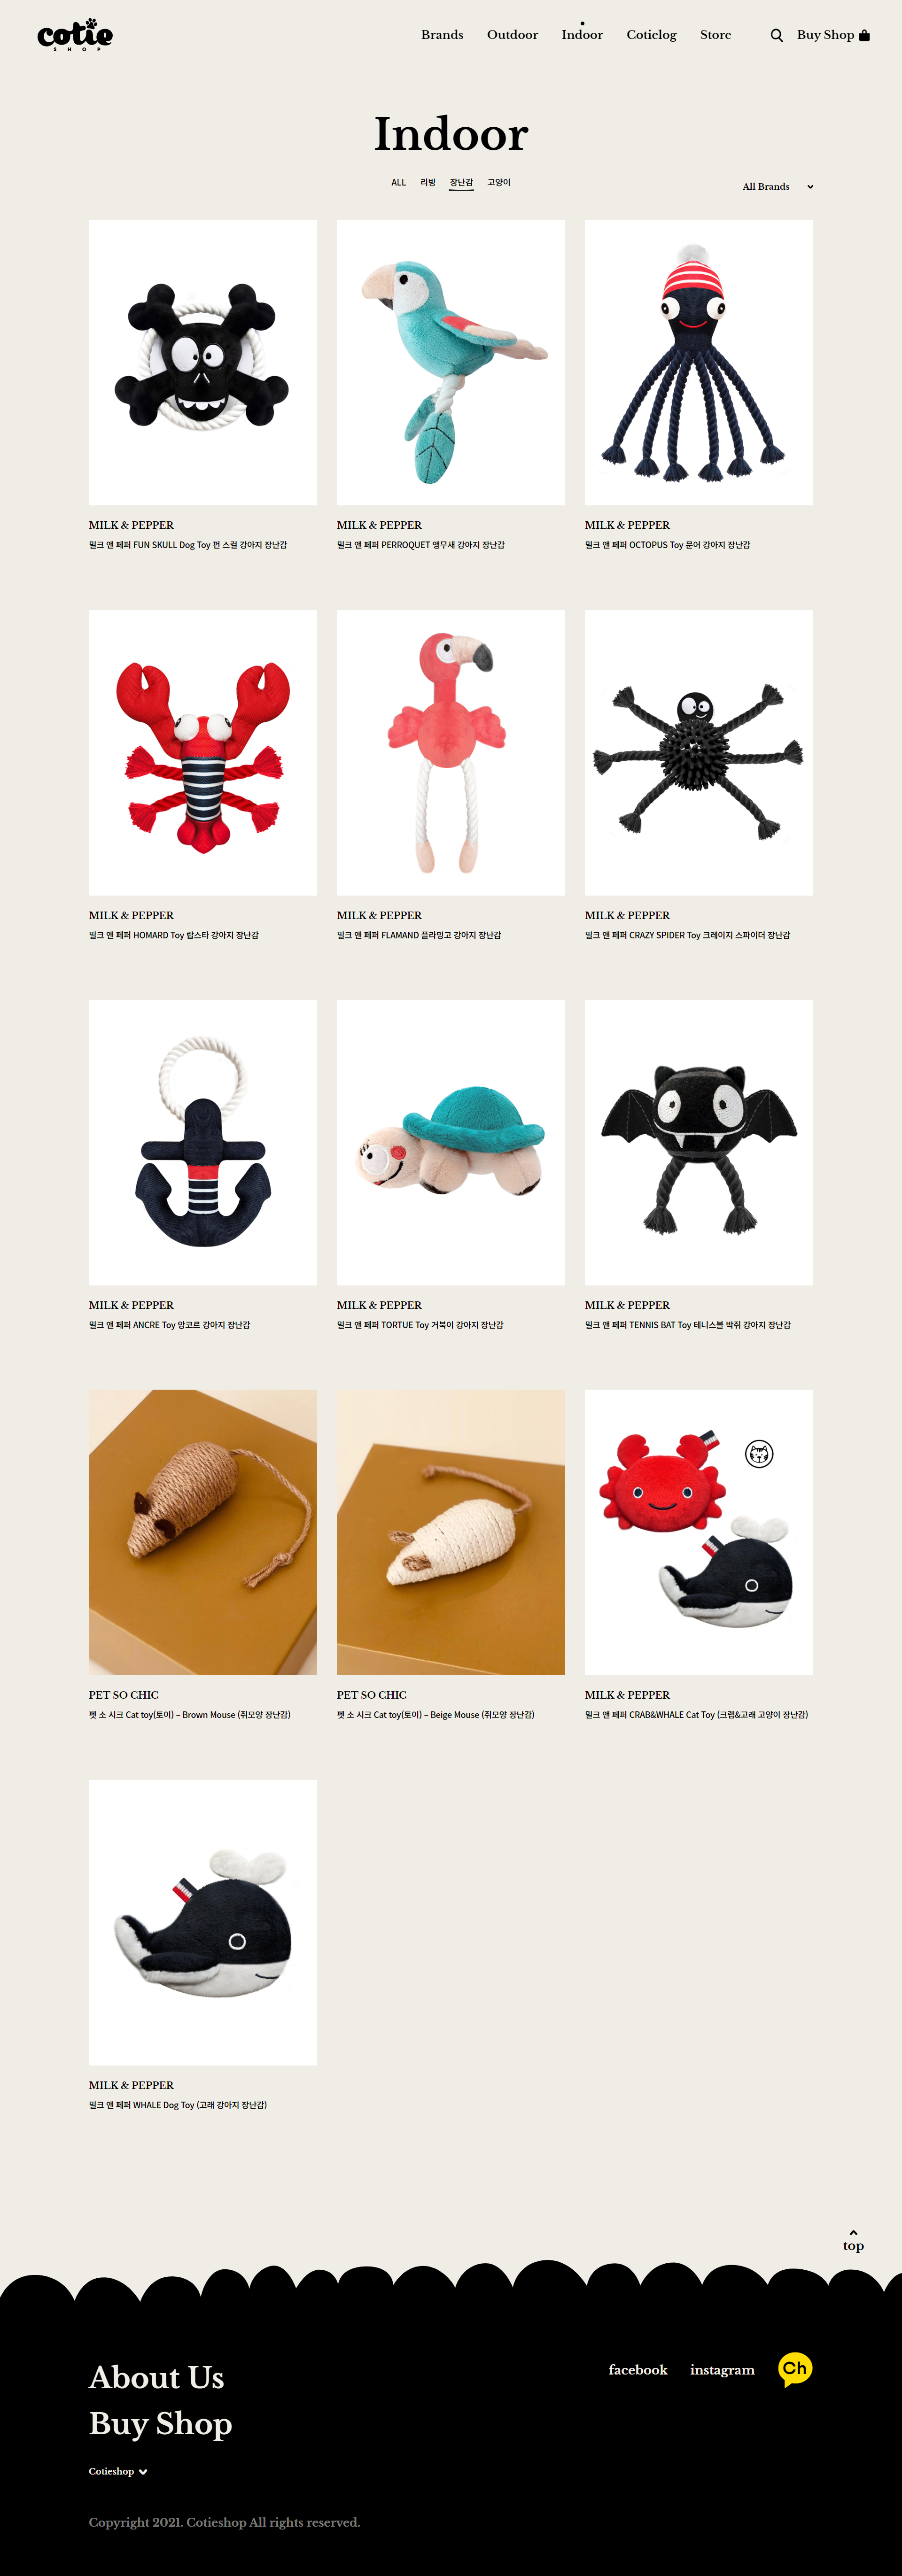 cotie
SHOP
Brands Outdoor Indoor Cotielog Store Buy Shop
Indoor
ALL 리빙 장난감 고양이
All Brands
MILK & PEPPER
밀크 앤 페퍼 FUN SKULL Dog Toy 펀 스컬 강아지 장난감
MILK & PEPPER
밀크 앤 페퍼 PERROQUET 앵무새 강아지 장난감
MILK & PEPPER
밀크 앤 페퍼 OCTOPUS Toy 문어 강아지 장난감
MILK & PEPPER
밀크 앤 페퍼 HOMARD Toy 랍스타 강아지 장난감
MILK & PEPPER
밀크 앤 페퍼 FLAMAND 플라밍고 강아지 장난감
MILK & PEPPER
밀크 앤 페퍼 CRAZY SPIDER Toy 크레이지 스파이더 장난감
MILK & PEPPER
밀크 앤 페퍼 ANCRE Toy 앙코르 강아지 장난감
MILK & PEPPER
밀크 앤 페퍼 TORTUE Toy 거북이 강아지 장난감
MILK & PEPPER
밀크 앤 페퍼 TENNIS BAT Toy 테니스볼 박쥐 강아지 장난감
PET SO CHIC
펫 소 시크 Cat toy(토이) – Brown Mouse (쥐모양 장난감)
PET SO CHIC
펫 소 시크 Cat toy(토이) – Beige Mouse (쥐모양 장난감)
MILK & PEPPER
밀크 앤 페퍼 CRAB&WHALE Cat Toy (크랩&고래 고양이 장난감)
MILK & PEPPER
밀크 앤 페퍼 WHALE Dog Toy (고래 강아지 장난감)
top
About Us
facebook instagram Ch
Buy Shop
Cotieshop
Copyright 2021. Cotieshop All rights reserved.